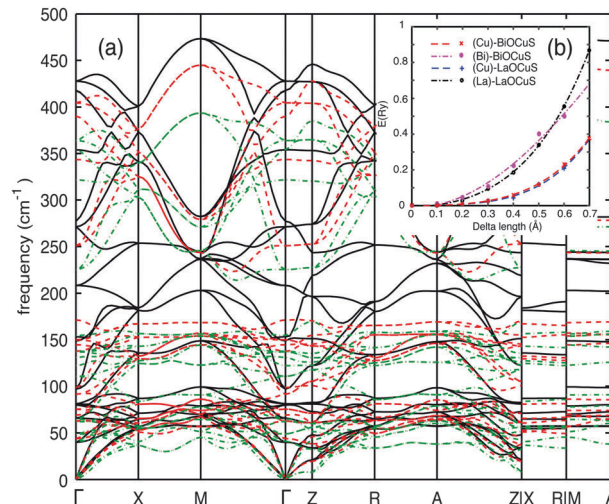 500
450
400
350
300
250
200
150
100
50
0
frequency (cm⁻¹)
(a)
Γ X M Γ Z R A Z|X R|M
1
0.8
0.6
0.4
0.2
0
E(Ry)
(b)
(Cu)-BiOCuS
(Bi)-BiOCuS
(Cu)-LaOCuS
(La)-LaOCuS
0 0.1 0.2 0.3 0.4 0.5 0.6 0.7
Delta length (Å)